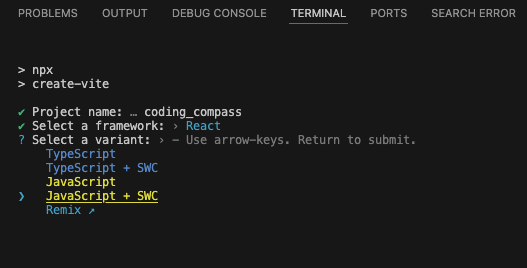 PROBLEMS OUTPUT DEBUG CONSOLE TERMINAL PORTS SEARCH ERROR
> npx
> create-vite
✔ Project name: … coding_compass
✔ Select a framework: › React
? Select a variant: › - Use arrow-keys. Return to submit.
TypeScript
TypeScript + SWC
JavaScript
❯ JavaScript + SWC
Remix ↗